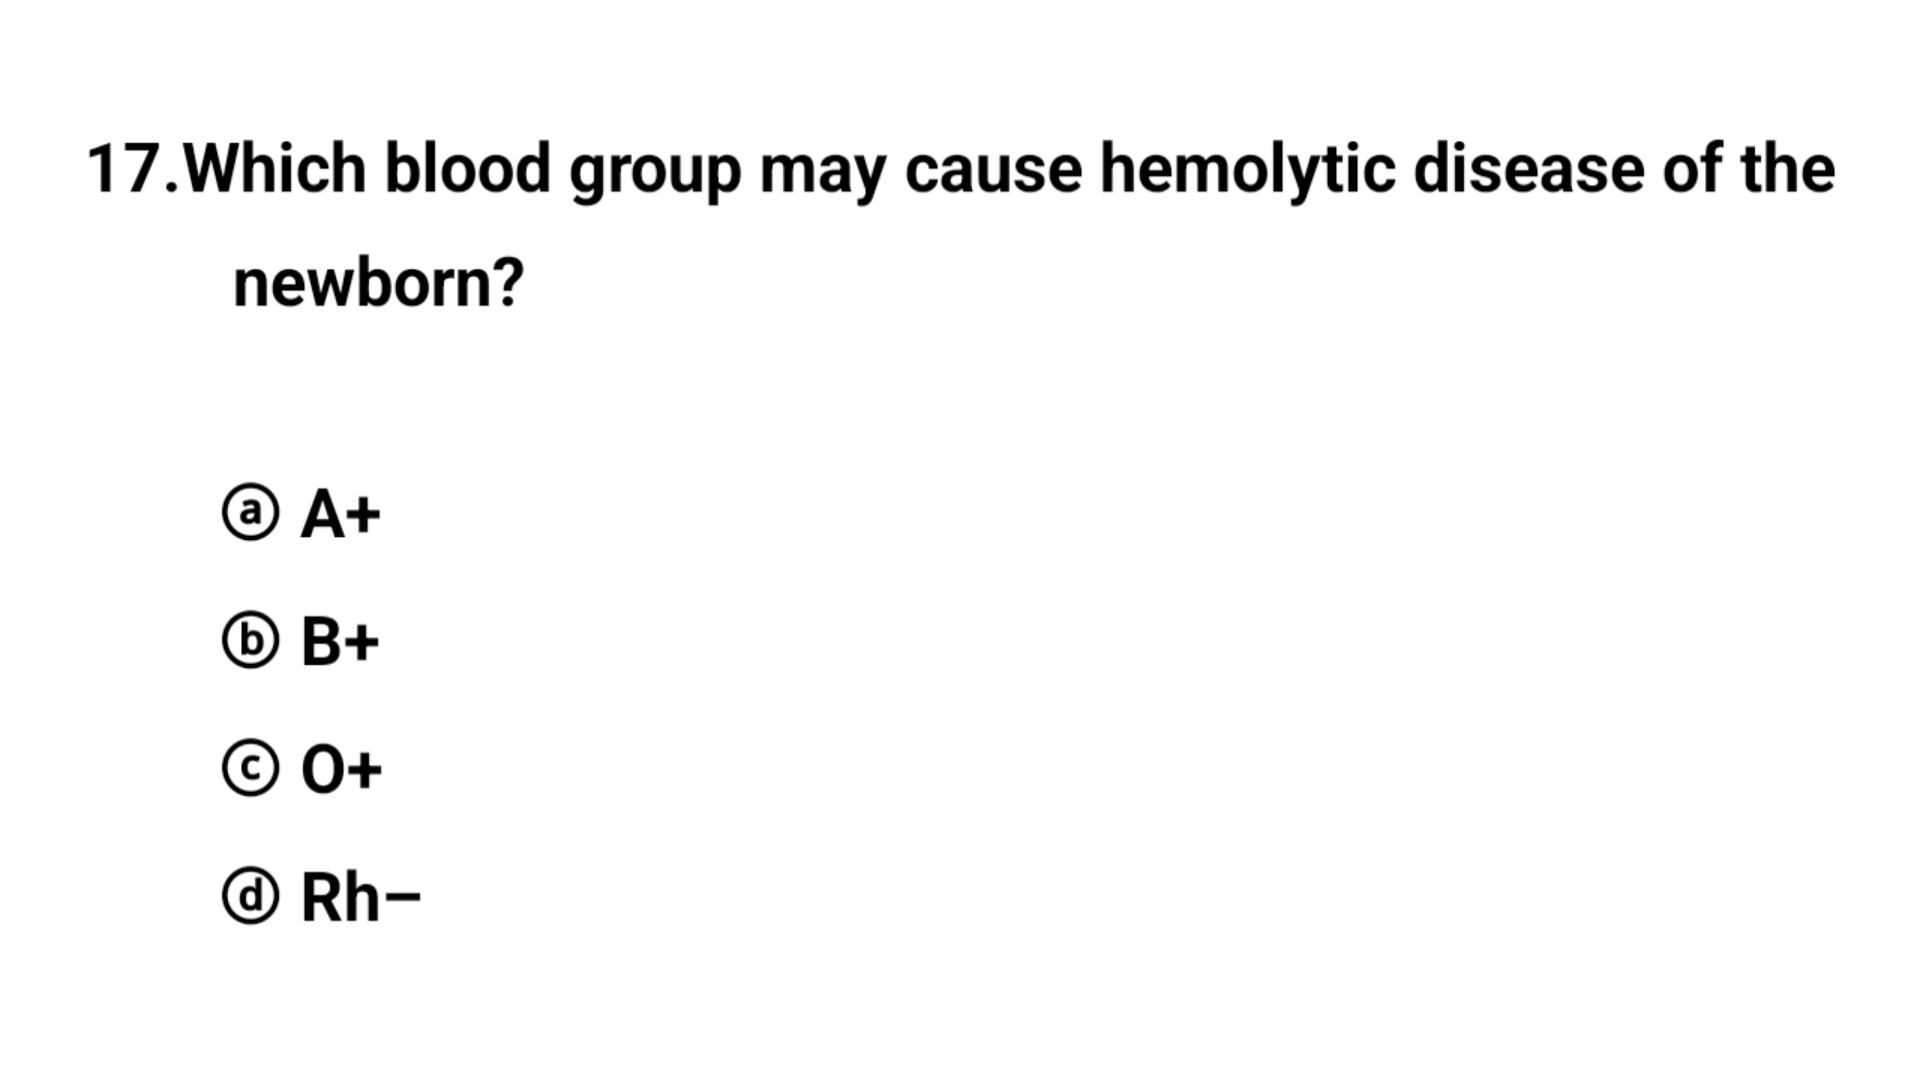 17.Which blood group may cause hemolytic disease of the
newborn?
ⓐ A+
ⓑ B+
ⓒ O+
ⓓ Rh−